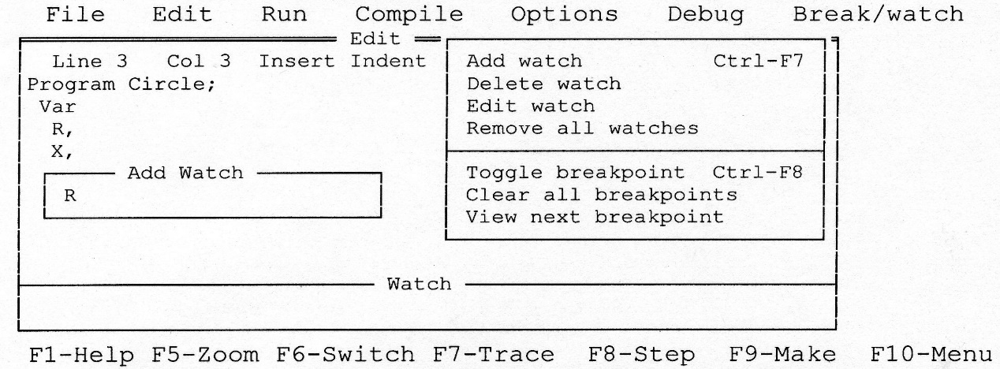 File Edit Run Compile Options Debug Break/watch
Edit
Line 3 Col 3 Insert Indent
Program Circle;
Var
R,
X,
Add Watch
R
Add watch Ctrl-F7
Delete watch
Edit watch
Remove all watches
Toggle breakpoint Ctrl-F8
Clear all breakpoints
View next breakpoint
Watch
F1-Help F5-Zoom F6-Switch F7-Trace F8-Step F9-Make F10-Menu